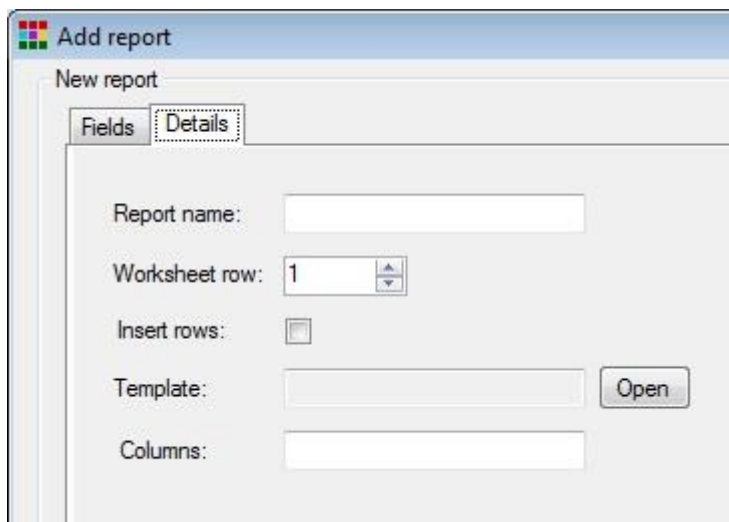 Add report
New report
Fields Details
Report name:
Worksheet row: 1
Insert rows:
Template: Open
Columns: